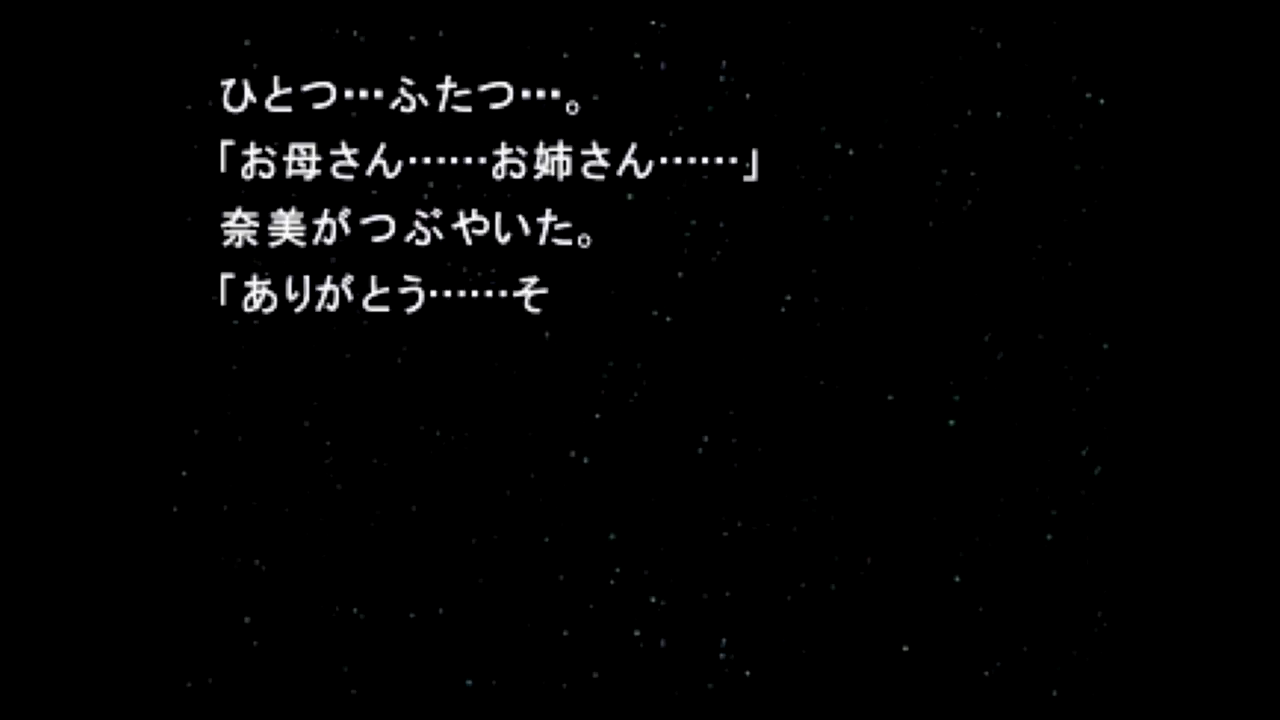 ひとつ…ふたつ…。
「お母さん……お姉さん……」
奈美がつぶやいた。
「ありがとう……そ